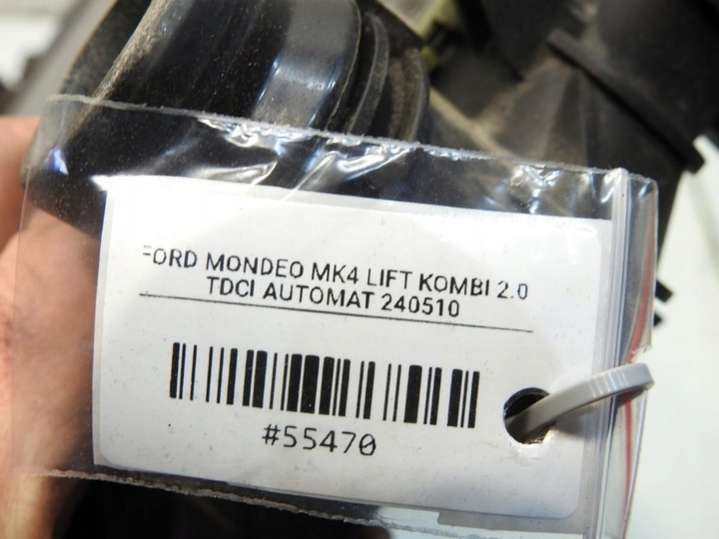 FORD MONDEO MK4 LIFT KOMBI 2.0
TDCI AUTOMAT 240510
#55470